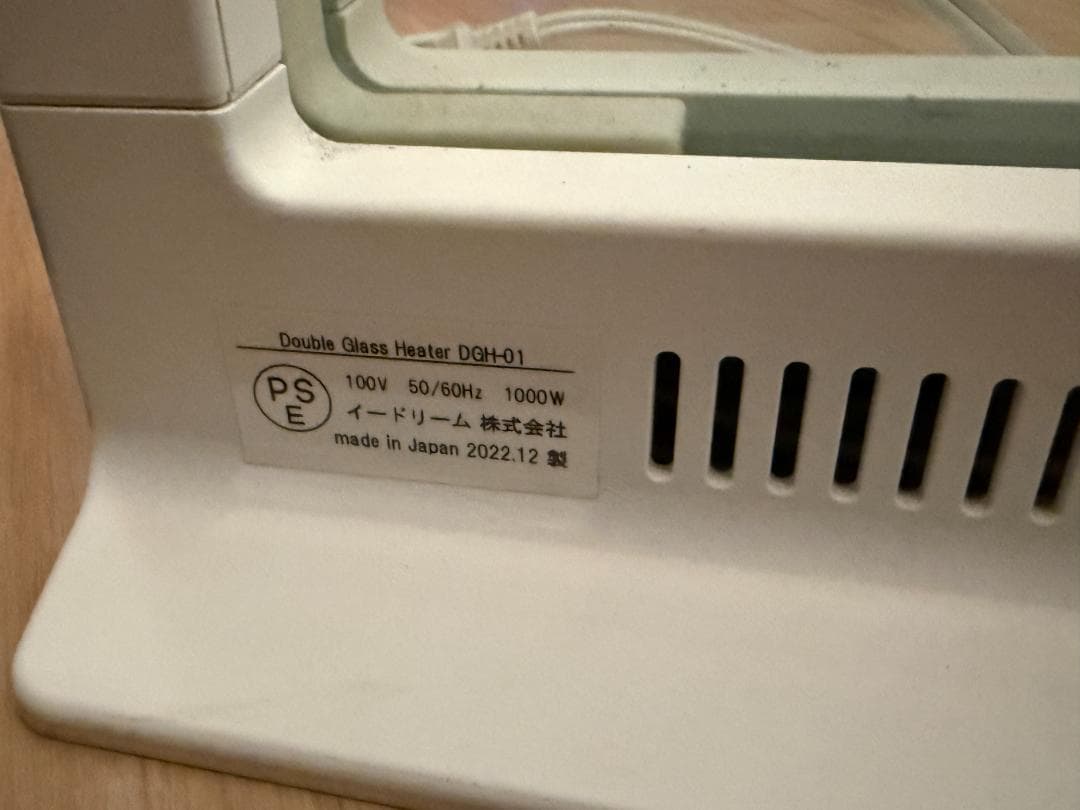 Double Glass Heater DGH-01
PS
E
100V 50/60Hz 1000W
イードリーム 株式会社
made in Japan 2022.12 製